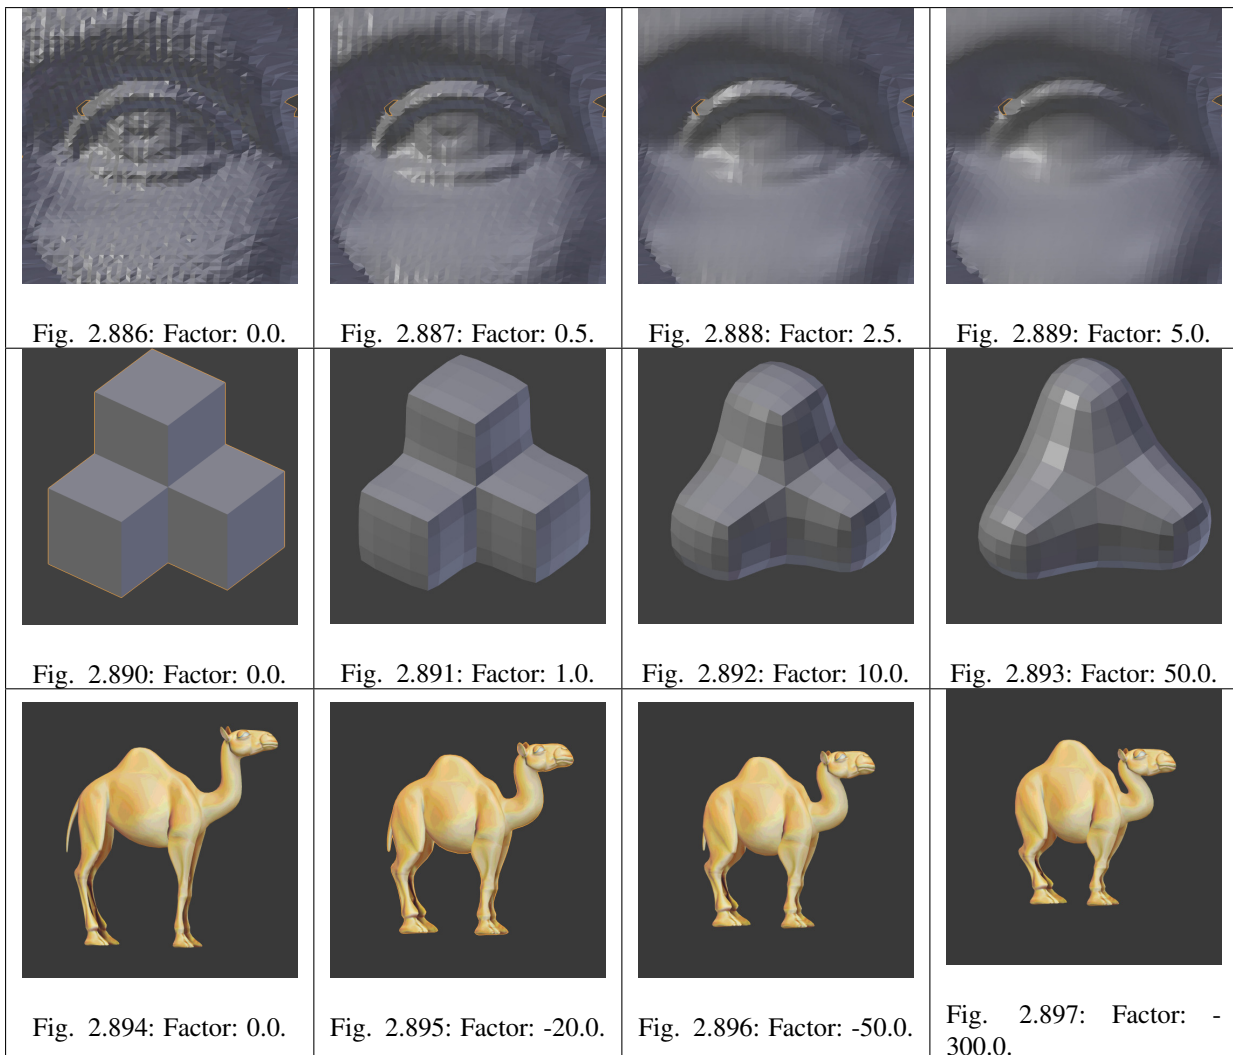 Fig. 2.886: Factor: 0.0.
Fig. 2.887: Factor: 0.5.
Fig. 2.888: Factor: 2.5.
Fig. 2.889: Factor: 5.0.
Fig. 2.890: Factor: 0.0.
Fig. 2.891: Factor: 1.0.
Fig. 2.892: Factor: 10.0.
Fig. 2.893: Factor: 50.0.
Fig. 2.894: Factor: 0.0.
Fig. 2.895: Factor: -20.0.
Fig. 2.896: Factor: -50.0.
Fig. 2.897: Factor: -
300.0.